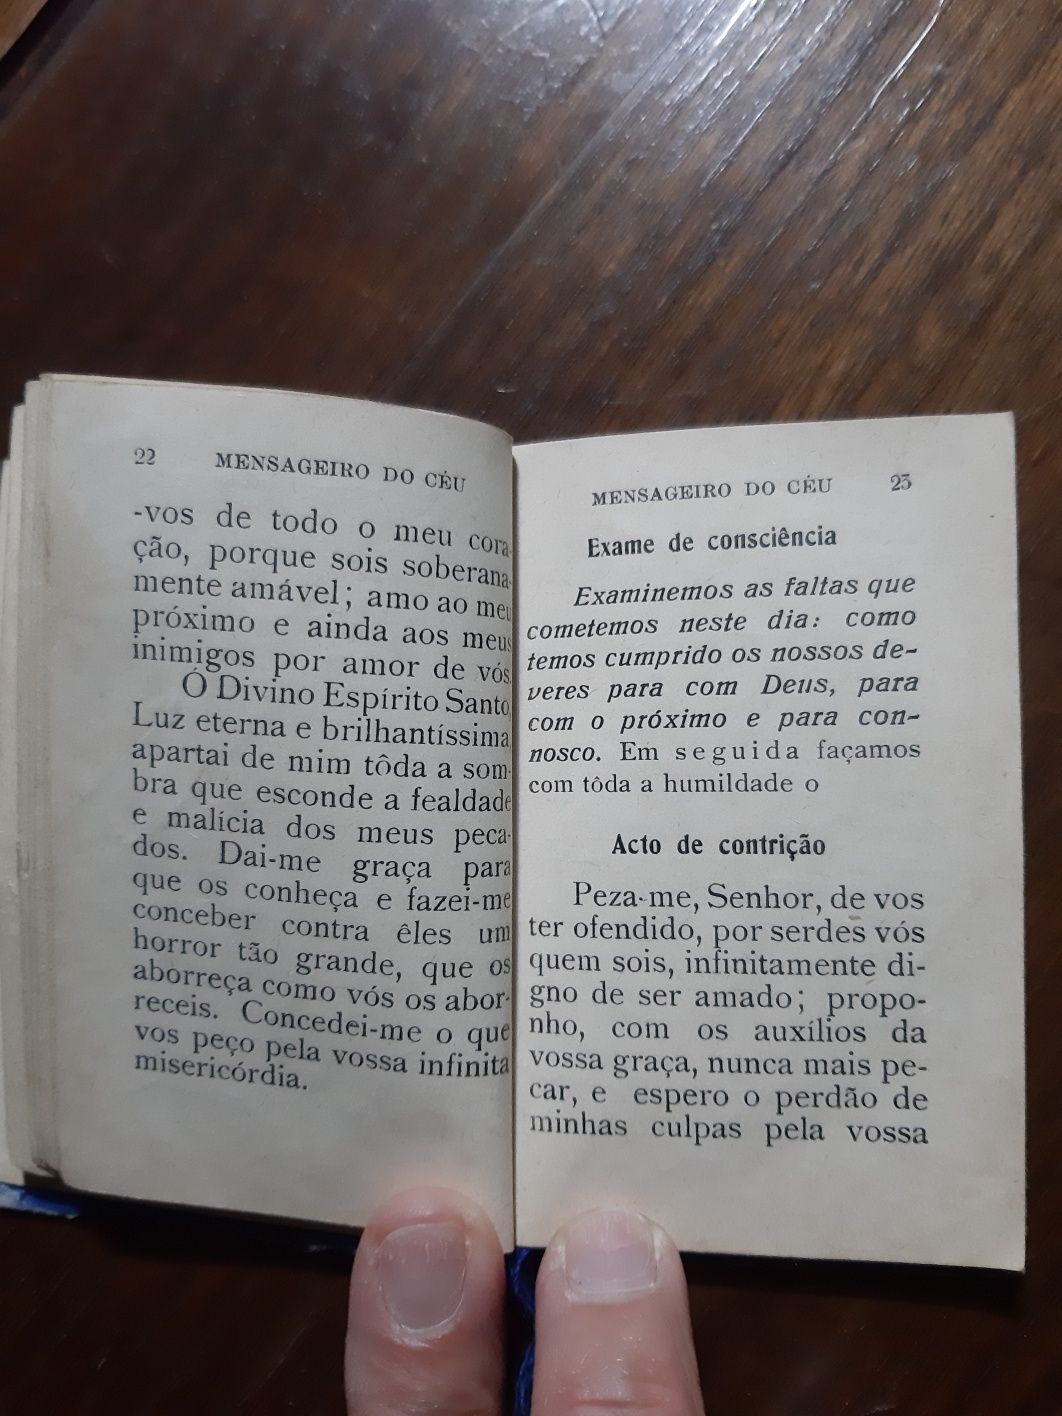 22 MENSAGEIRO DO CÉU
-vos de todo o meu cora-
ção, porque sois soberana-
mente amável; amo ao meu
próximo e ainda aos meus
inimigos por amor de vós.
Ó Divino Espírito Santo,
Luz eterna e brilhantíssima,
apartai de mim tôda a som-
bra que esconde a fealdade
e malícia dos meus peca-
dos. Dai-me graça para
que os conheça e fazei-me
conceber contra êles um
horror tão grande, que os
aborreça como vós os abor-
receis. Concedei-me o que
vos peço pela vossa infinita
misericórdia.
MENSAGEIRO DO CÉU 23
Exame de consciência
Examinemos as faltas que
cometemos neste dia: como
temos cumprido os nossos de-
veres para com Deus, para
com o próximo e para con-
nosco. Em seguida façamos
com tôda a humildade o
Acto de contrição
Peza-me, Senhor, de vos
ter ofendido, por serdes vós
quem sois, infinitamente di-
gno de ser amado; propo-
nho, com os auxílios da
vossa graça, nunca mais pe-
car, e espero o perdão de
minhas culpas pela vossa